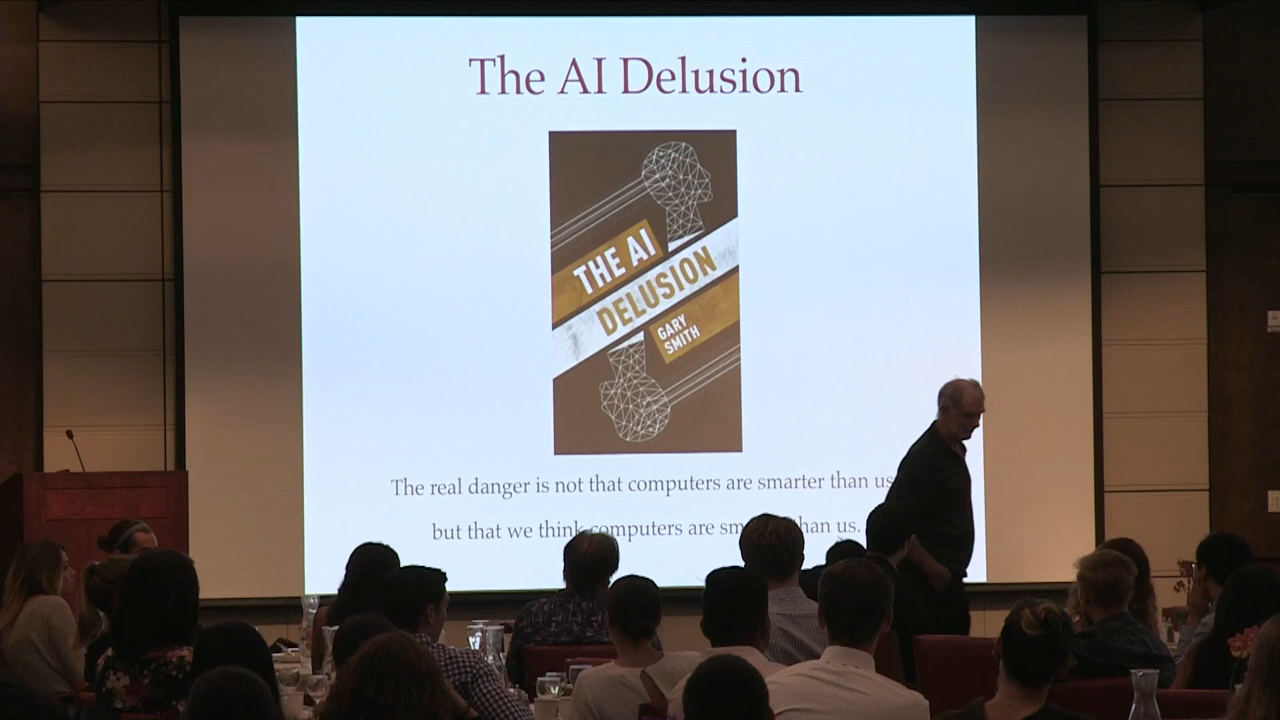 The AI Delusion
THE AI
DELUSION
GARY
SMITH
The real danger is not that computers are smarter than us
but that we think computers are than us.